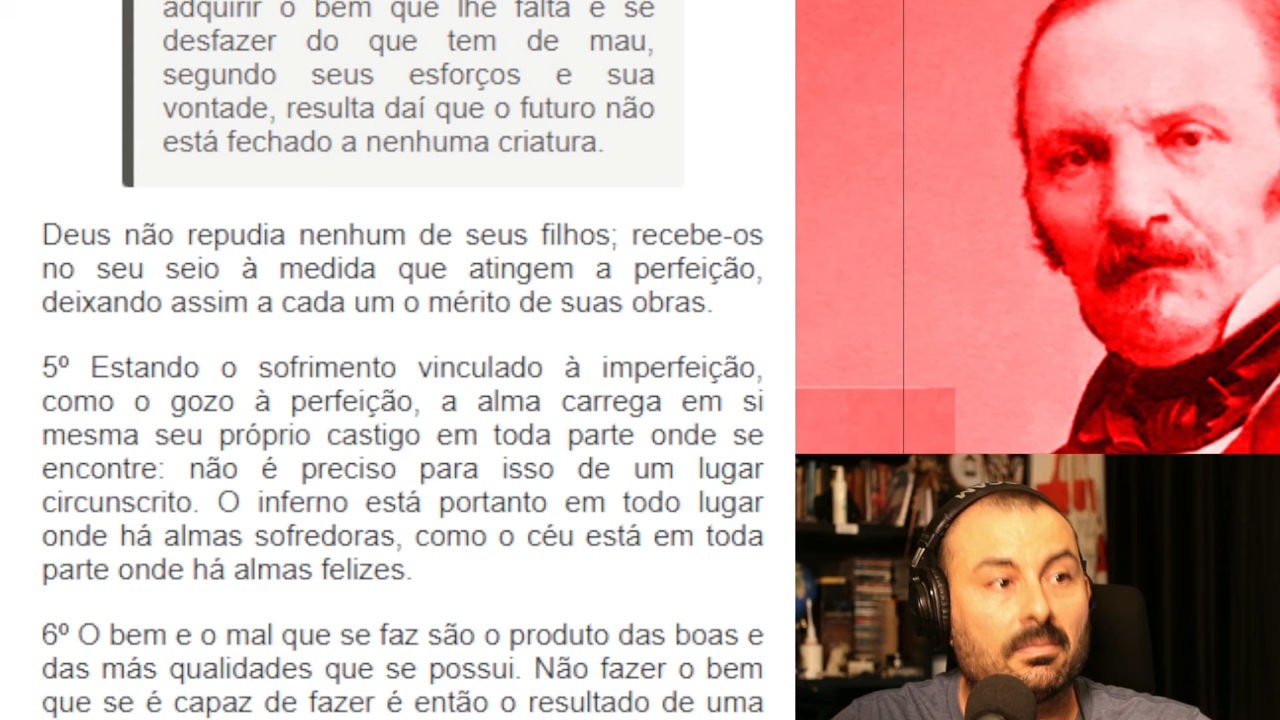 adquirir o bem que lhe falta e se
desfazer do que tem de mau,
segundo seus esforços e sua
vontade, resulta daí que o futuro não
está fechado a nenhuma criatura.
Deus não repudia nenhum de seus filhos; recebe-os
no seu seio à medida que atingem a perfeição,
deixando assim a cada um o mérito de suas obras.
5º Estando o sofrimento vinculado à imperfeição,
como o gozo à perfeição, a alma carrega em si
mesma seu próprio castigo em toda parte onde se
encontre: não é preciso para isso de um lugar
circunscrito. O inferno está portanto em todo lugar
onde há almas sofredoras, como o céu está em toda
parte onde há almas felizes.
6º O bem e o mal que se faz são o produto das boas e
das más qualidades que se possui. Não fazer o bem
que se é capaz de fazer é então o resultado de uma